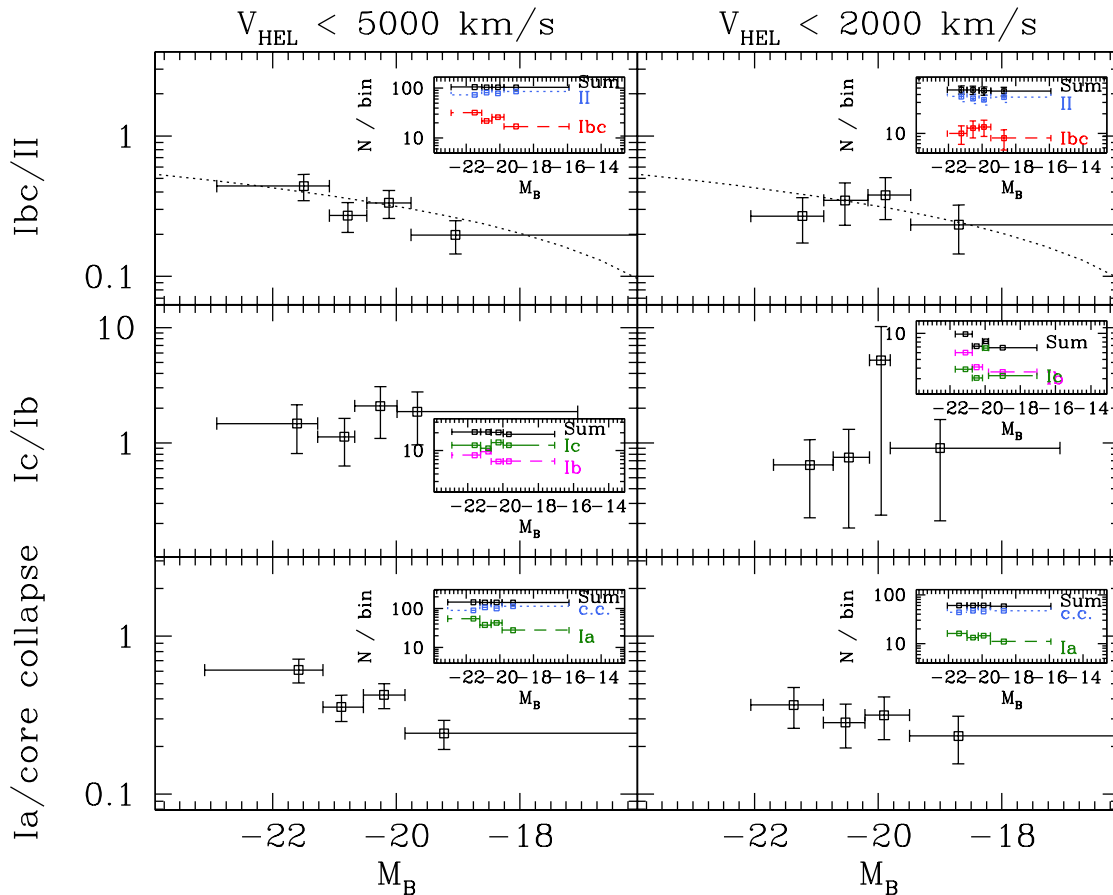 V_HEL < 5000 km/s
V_HEL < 2000 km/s
Ibc/II
1
0.1
N / bin
100
10
Sum
II
Ibc
−22−20−18−16−14
M_B
N / bin
10
Sum
II
Ibc
−22−20−18−16−14
M_B
Ic/Ib
10
1
Sum
Ic
Ib
−22−20−18−16−14
M_B
10
Sum
−22−20−18−16−14
Ia/core collapse
1
0.1
N / bin
100
10
Sum
c.c.
Ia
−22−20−18−16−14
M_B
N / bin
100
10
Sum
c.c.
Ia
−22−20−18−16−14
M_B
−22 −20 −18
M_B
−22 −20 −18
M_B